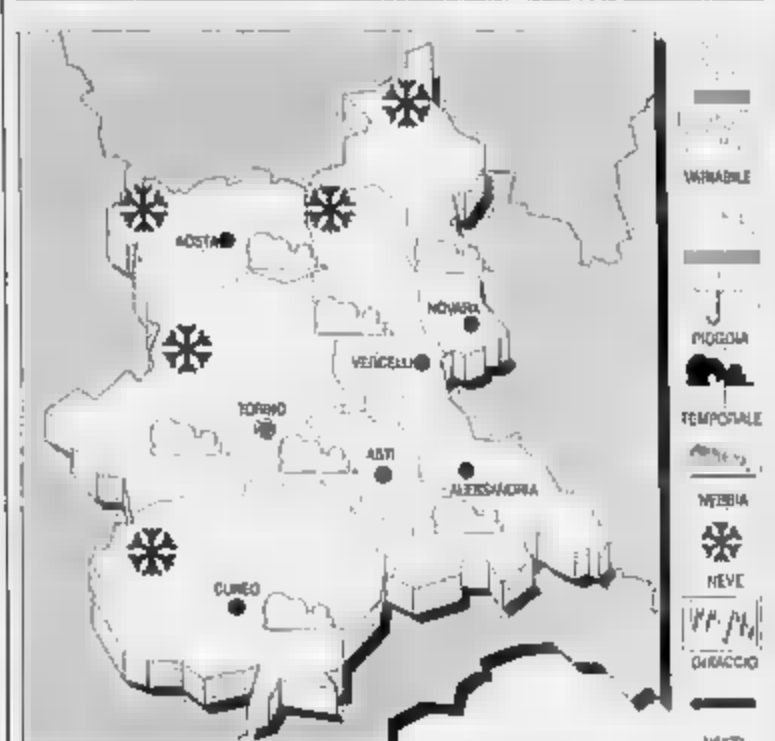 AOSTA
NOVARA
VERCELLI
TORINO
ASTI
ALESSANDRIA
CUNEO
VARIABILE
PIOGGIA
TEMPORALE
NEBBIA
NEVE
GHIACCIO